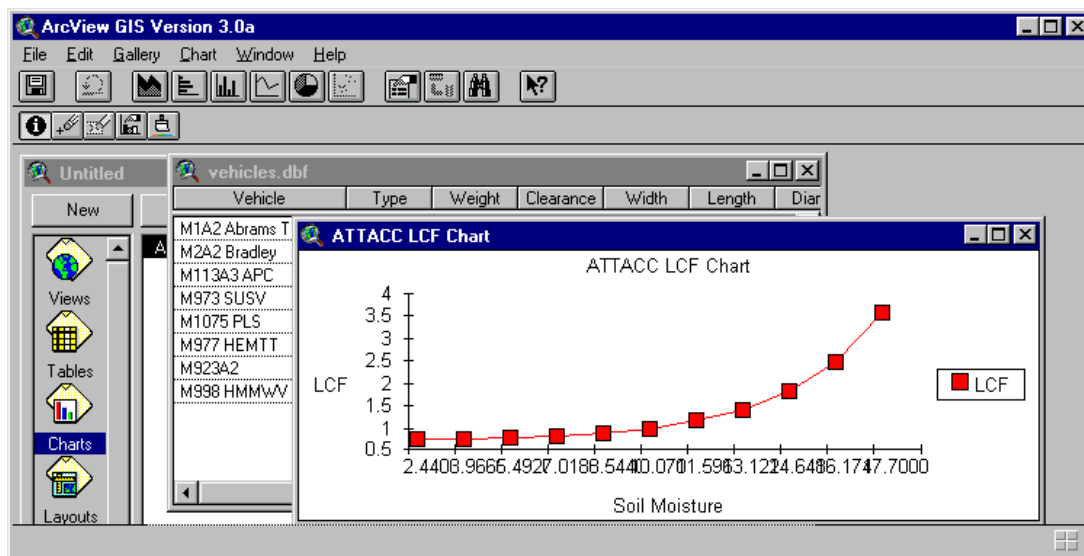 ArcView GIS Version 3.0a
File Edit Gallery Chart Window Help
Untitled
New
A
Views
Tables
Charts
Layouts
vehicles.dbf
Vehicle Type Weight Clearance Width Length Diar
M1A2 Abrams T
M2A2 Bradley
M113A3 APC
M973 SUSV
M1075 PLS
M977 HEMTT
M923A2
M998 HMMWV
ATTACC LCF Chart
ATTACC LCF Chart
4
3.5
3
2.5
2
1.5
1
0.5
LCF
LCF
Soil Moisture